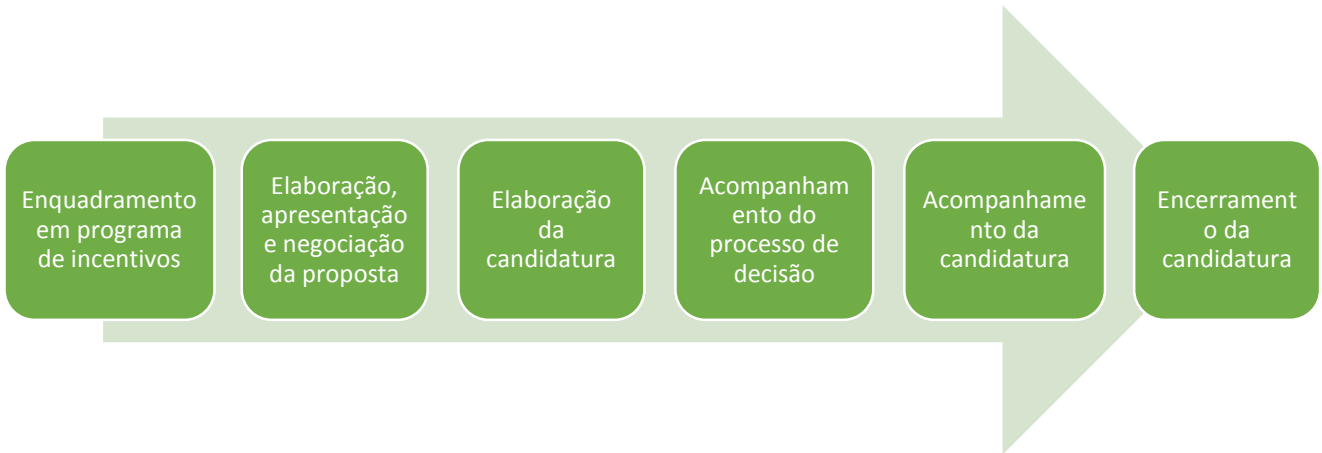 Enquadramento
em programa
de incentivos
Elaboração,
apresentação
e negociação
da proposta
Elaboração
da
candidatura
Acompanham
ento do
processo de
decisão
Acompanhame
nto da
candidatura
Encerrament
o da
candidatura